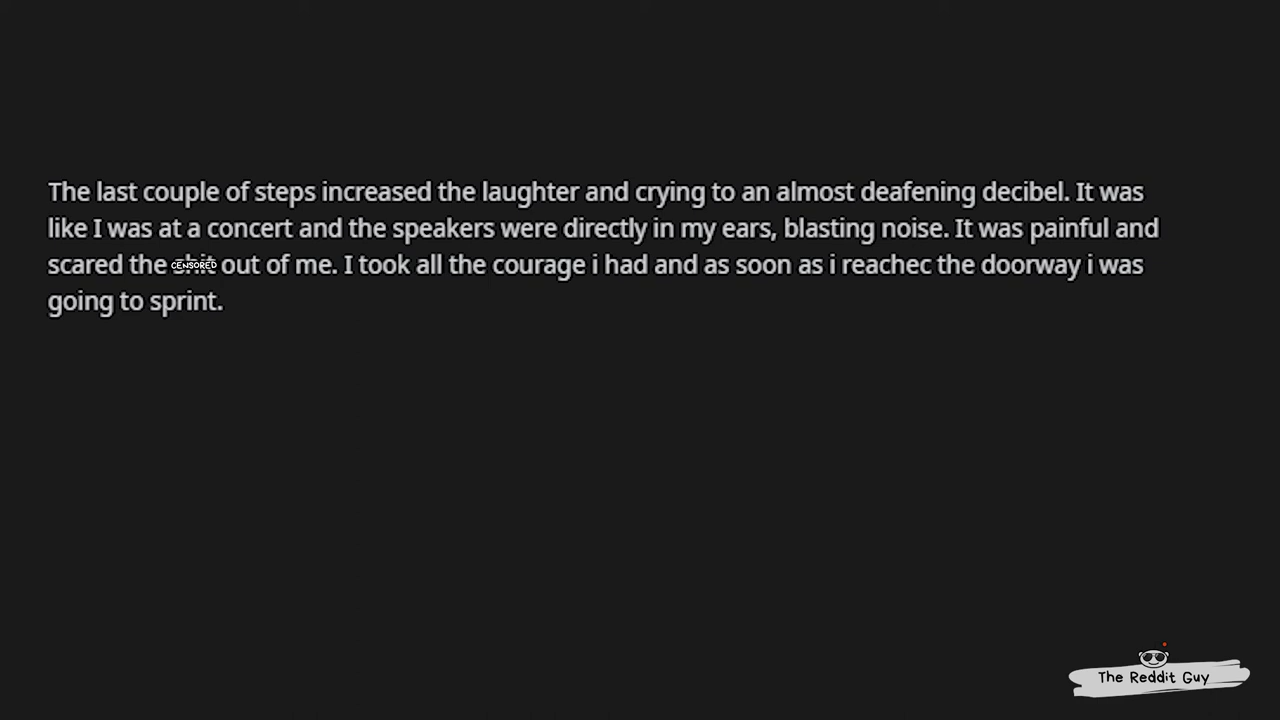 The last couple of steps increased the laughter and crying to an almost deafening decibel. It was
like I was at a concert and the speakers were directly in my ears, blasting noise. It was painful and
scared the CENSORED out of me. I took all the courage i had and as soon as i reachec the doorway i was
going to sprint.
The Reddit Guy